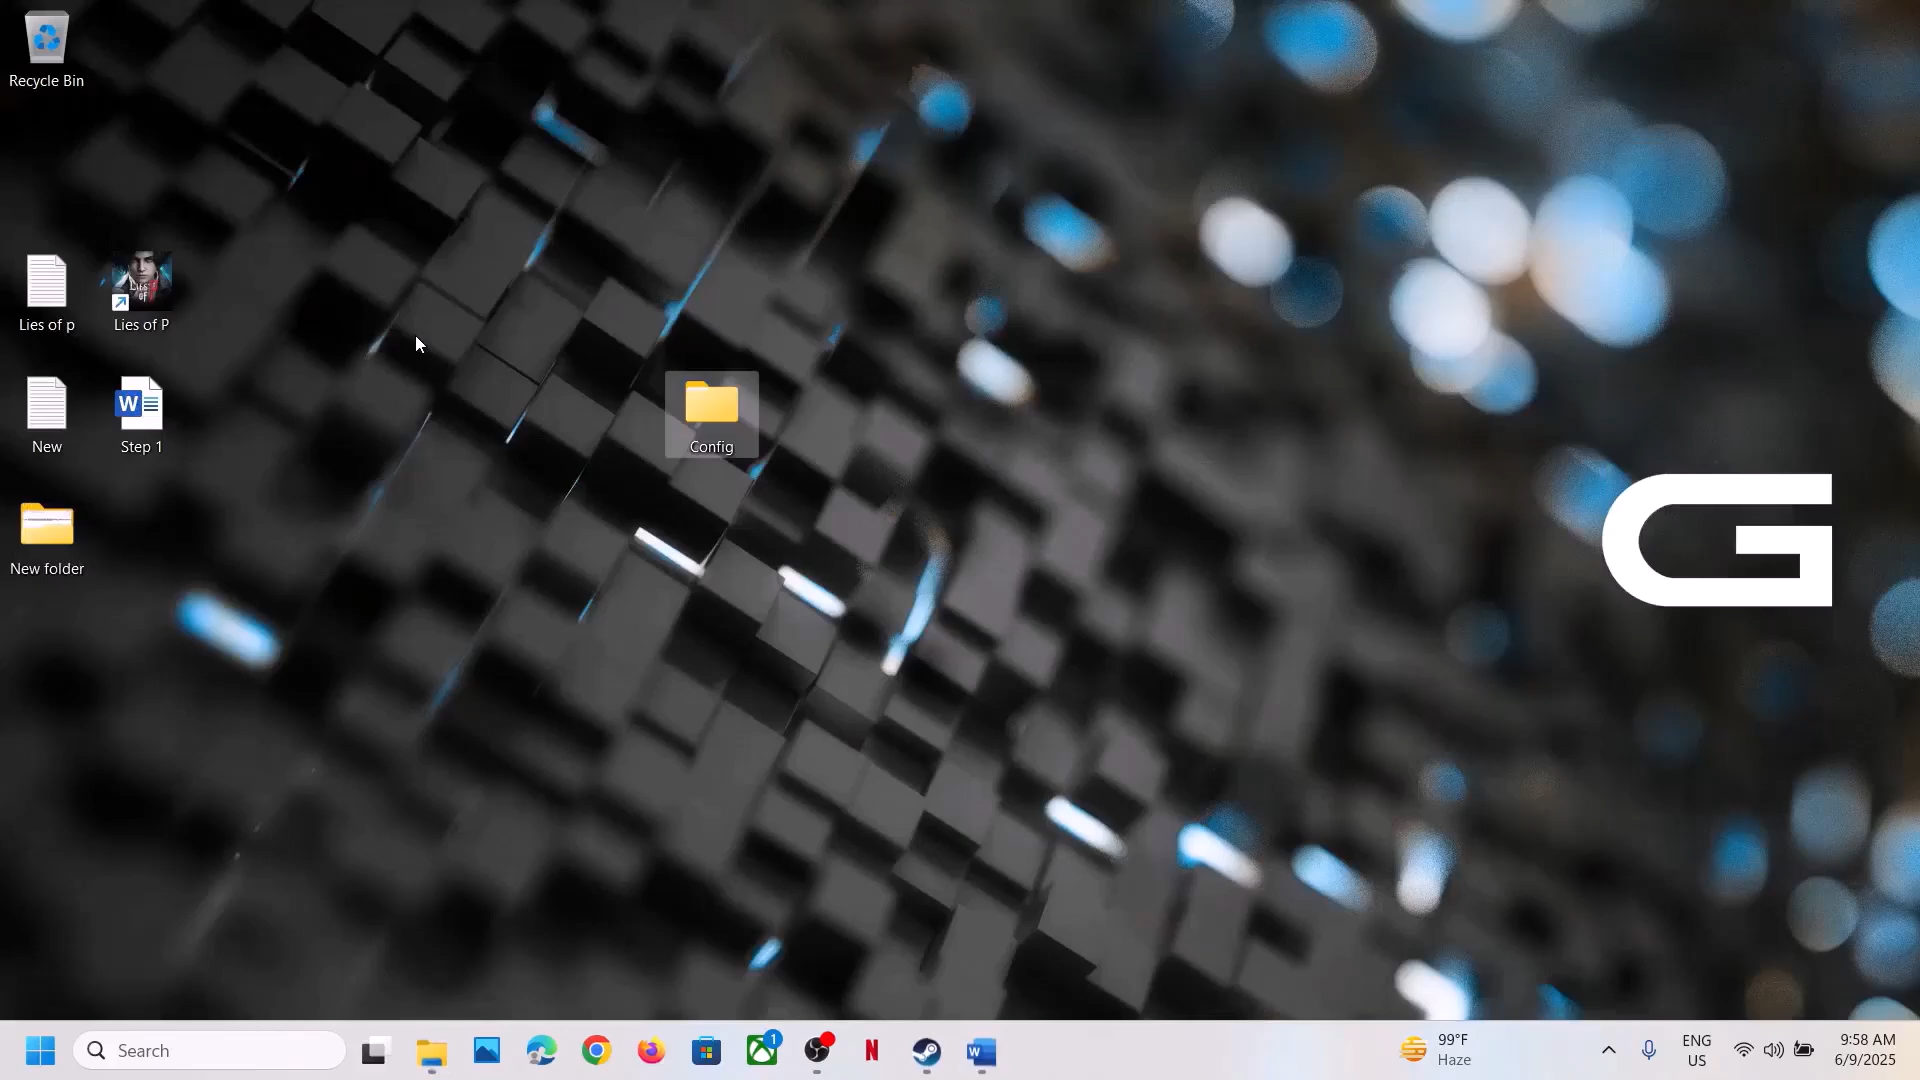 Recycle Bin
Lies of p
Lies of P
New
Step 1
Config
New folder
Search
1
99°F
Haze
ENG
US
9:58 AM
6/9/2025